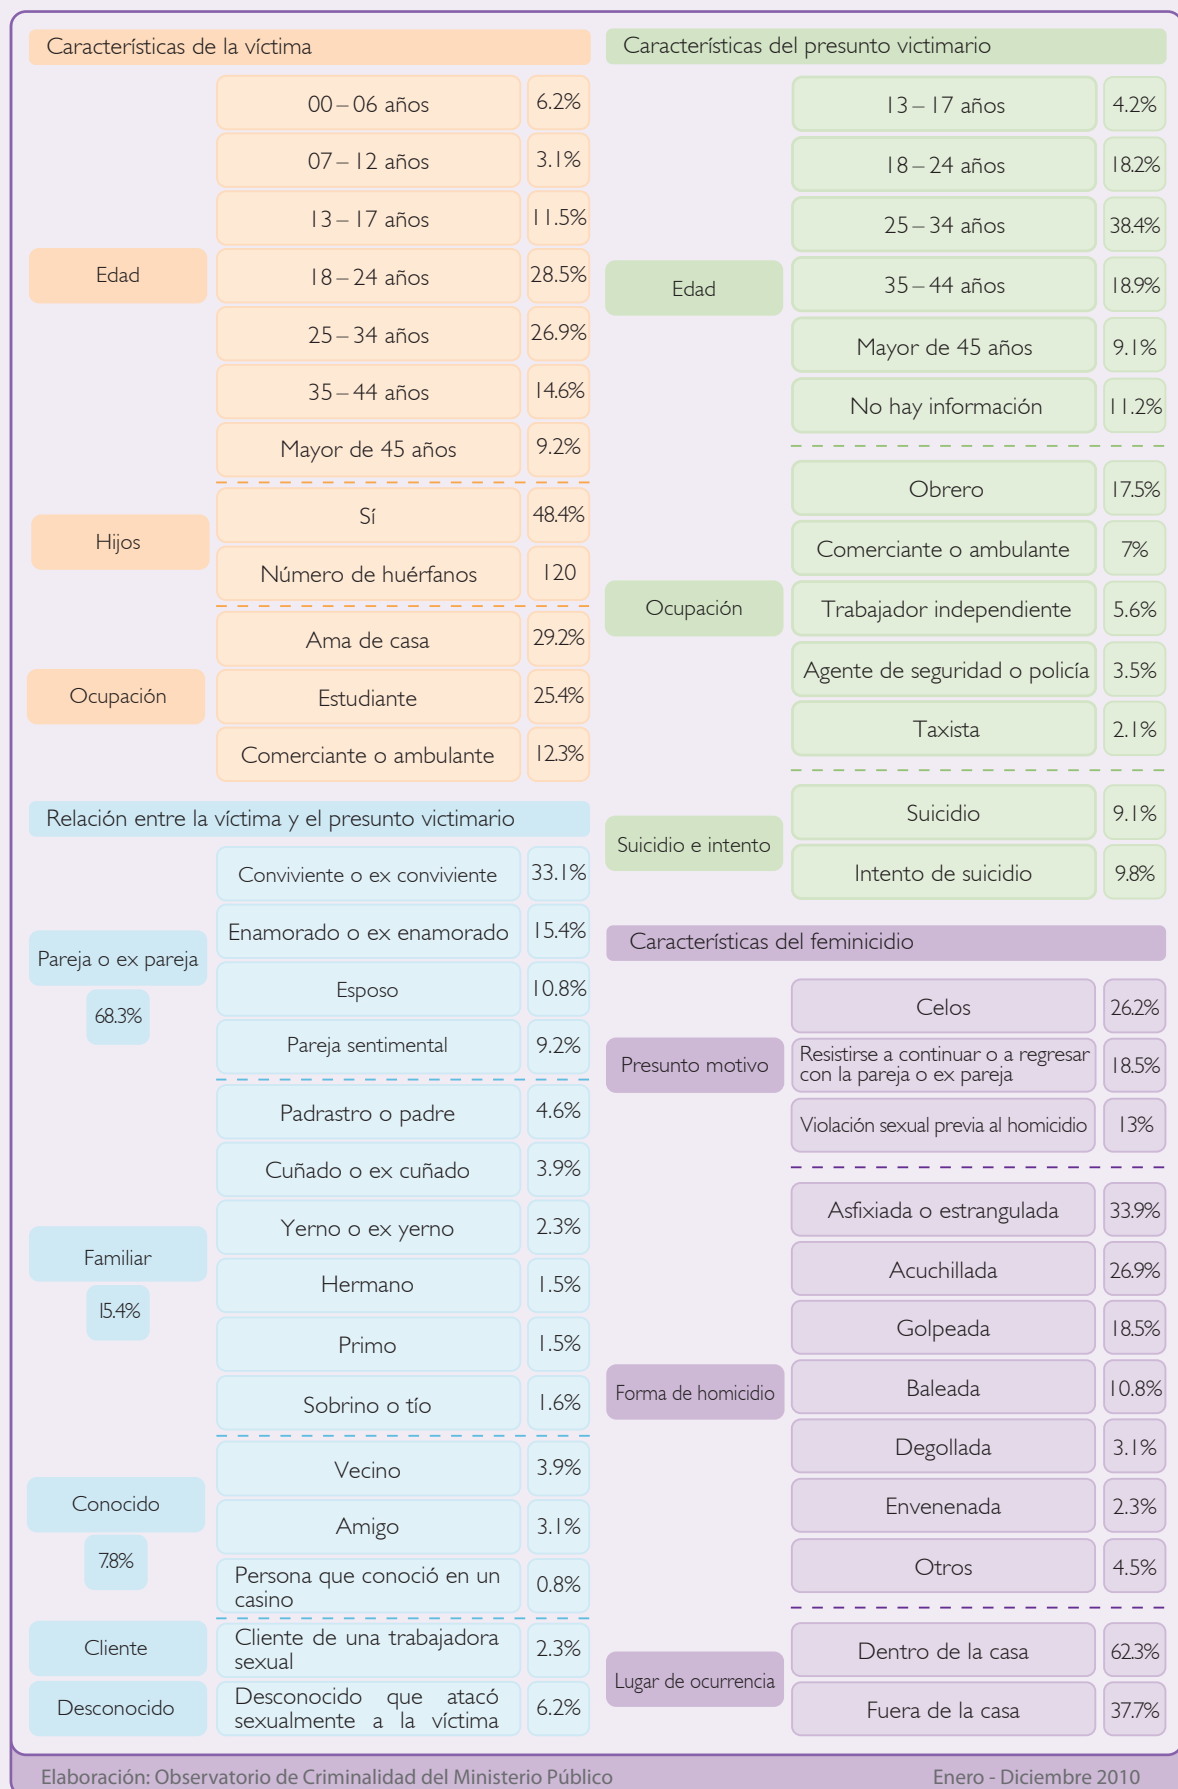 Características de la víctima
Edad
00 – 06 años 6.2%
07 – 12 años 3.1%
13 – 17 años 11.5%
18 – 24 años 28.5%
25 – 34 años 26.9%
35 – 44 años 14.6%
Mayor de 45 años 9.2%
Hijos
Sí 48.4%
Número de huérfanos 120
Ocupación
Ama de casa 29.2%
Estudiante 25.4%
Comerciante o ambulante 12.3%
Relación entre la víctima y el presunto victimario
Pareja o ex pareja
68.3%
Conviviente o ex conviviente 33.1%
Enamorado o ex enamorado 15.4%
Esposo 10.8%
Pareja sentimental 9.2%
Familiar
15.4%
Padrastro o padre 4.6%
Cuñado o ex cuñado 3.9%
Yerno o ex yerno 2.3%
Hermano 1.5%
Primo 1.5%
Sobrino o tío 1.6%
Conocido
7.8%
Vecino 3.9%
Amigo 3.1%
Persona que conoció en un
casino 0.8%
Cliente
Cliente de una trabajadora
sexual 2.3%
Desconocido
Desconocido que atacó
sexualmente a la víctima 6.2%
Características del presunto victimario
Edad
13 – 17 años 4.2%
18 – 24 años 18.2%
25 – 34 años 38.4%
35 – 44 años 18.9%
Mayor de 45 años 9.1%
No hay información 11.2%
Ocupación
Obrero 17.5%
Comerciante o ambulante 7%
Trabajador independiente 5.6%
Agente de seguridad o policía 3.5%
Taxista 2.1%
Suicidio e intento
Suicidio 9.1%
Intento de suicidio 9.8%
Características del feminicidio
Presunto motivo
Celos 26.2%
Resistirse a continuar o a regresar
con la pareja o ex pareja 18.5%
Violación sexual previa al homicidio 13%
Forma de homicidio
Asfixiada o estrangulada 33.9%
Acuchillada 26.9%
Golpeada 18.5%
Baleada 10.8%
Degollada 3.1%
Envenenada 2.3%
Otros 4.5%
Lugar de ocurrencia
Dentro de la casa 62.3%
Fuera de la casa 37.7%
Elaboración: Observatorio de Criminalidad del Ministerio Público
Enero - Diciembre 2010